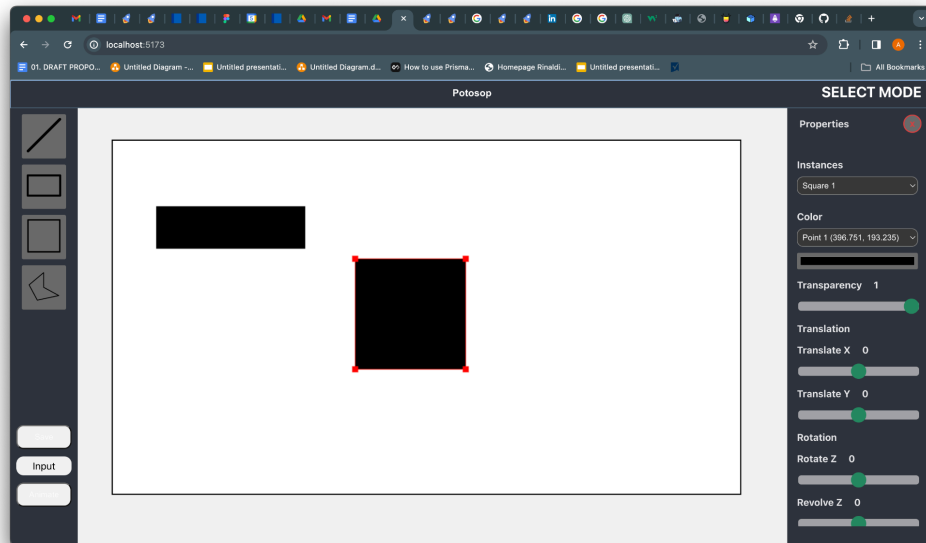 localhost:5173
01. DRAFT PROPO... Untitled Diagram -... Untitled presentati... Untitled Diagram.d... How to use Prisma... Homepage Rinaldi... Untitled presentati... All Bookmarks
Potosop
SELECT MODE
Input
Properties
Instances
Square 1
Color
Point 1 (396.751, 193.235)
Transparency 1
Translation
Translate X 0
Translate Y 0
Rotation
Rotate Z 0
Revolve Z 0